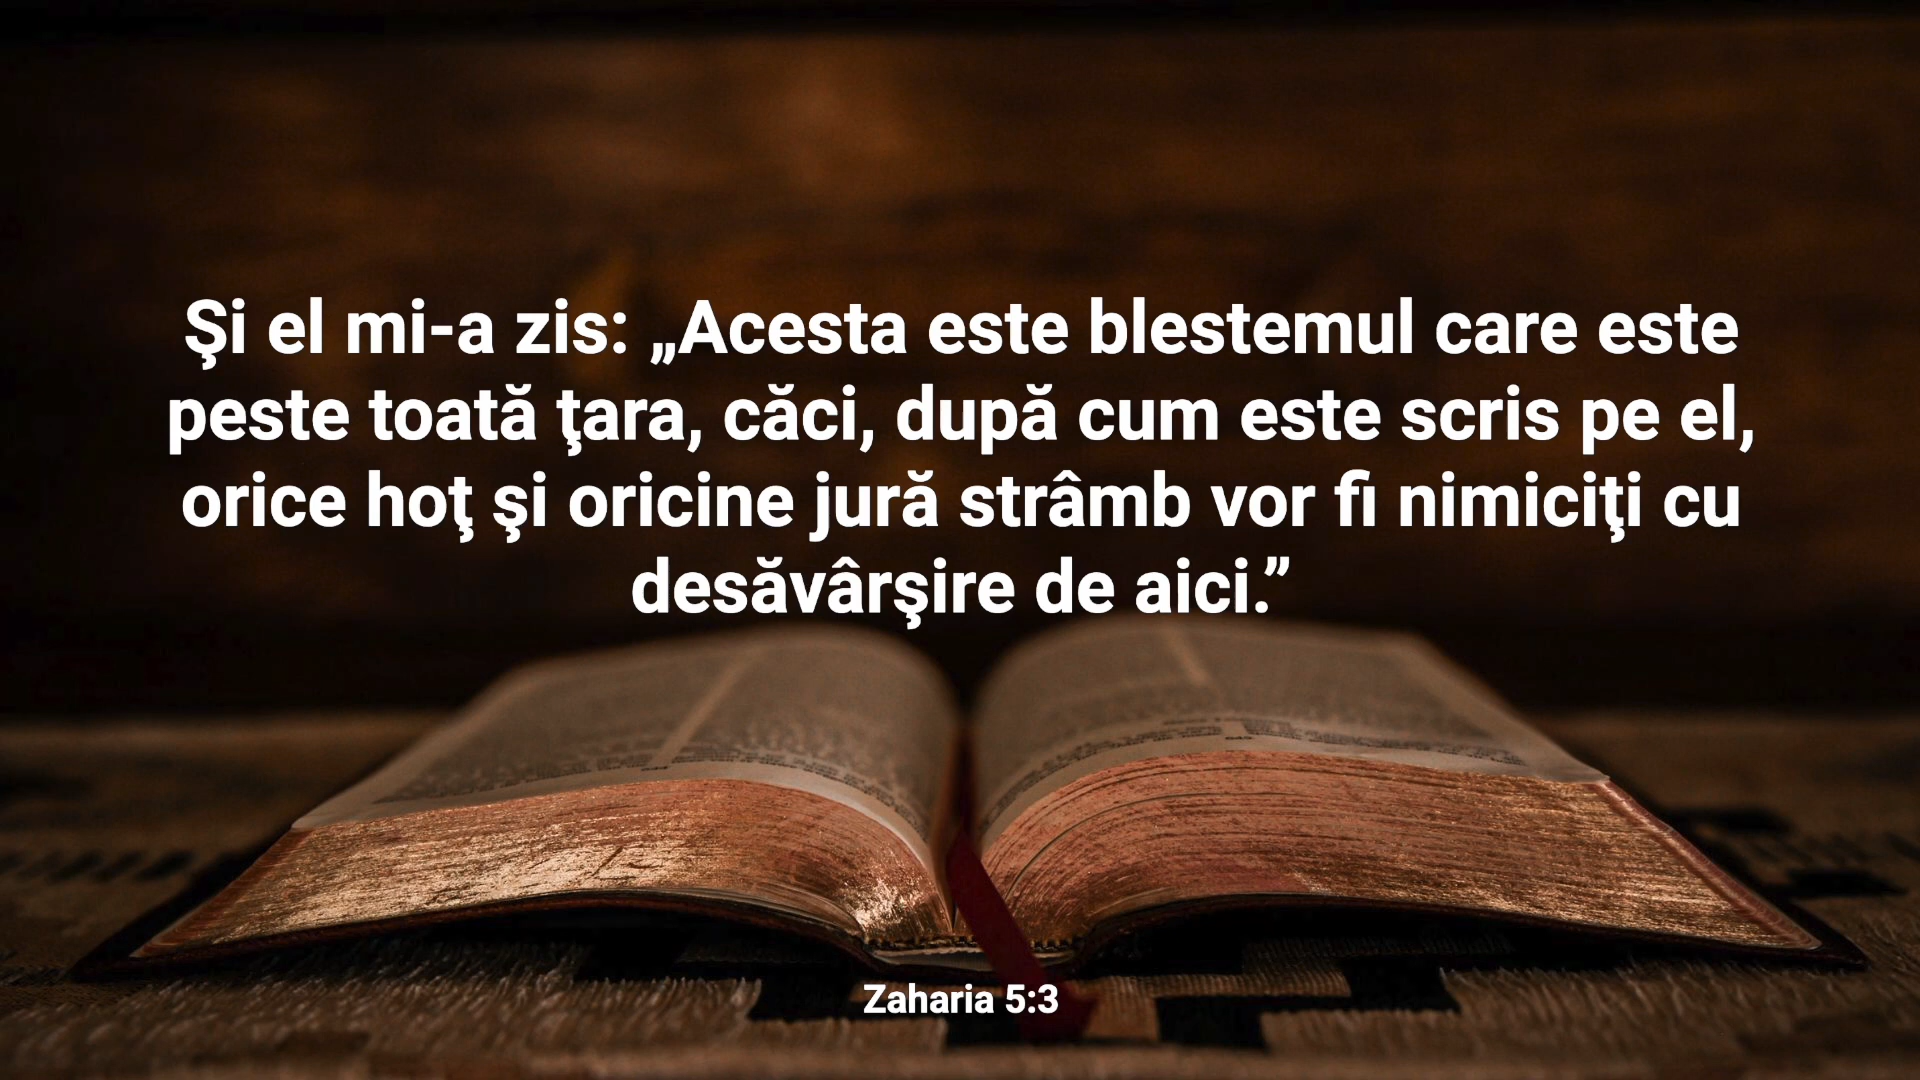 Şi el mi-a zis: „Acesta este blestemul care este
peste toată ţara, căci, după cum este scris pe el,
orice hoţ şi oricine jură strâmb vor fi nimiciţi cu
desăvârşire de aici.”
Zaharia 5:3